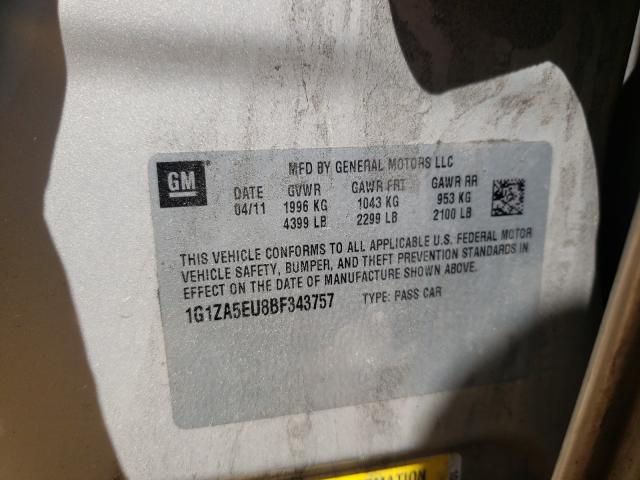 GM
MFD BY GENERAL MOTORS LLC
DATE GVWR GAWR FRT GAWR RR
04/11 1996 KG 1043 KG 953 KG
4399 LB 2299 LB 2100 LB
THIS VEHICLE CONFORMS TO ALL APPLICABLE U.S. FEDERAL MOTOR
VEHICLE SAFETY, BUMPER, AND THEFT PREVENTION STANDARDS IN
EFFECT ON THE DATE OF MANUFACTURE SHOWN ABOVE.
1G1ZA5EU8BF343757 TYPE: PASS CAR